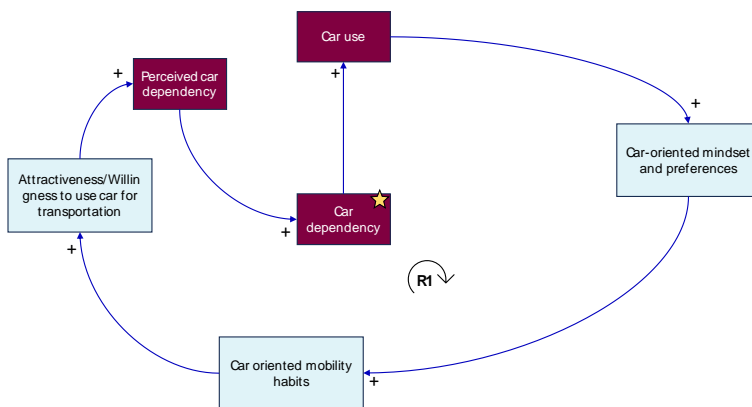 Car use
+
+
Perceived car
dependency
+
+
Car-oriented mindset
and preferences
Attractiveness/Willin
gness to use car for
transportation
Car
dependency
+
+
R1
Car oriented mobility
habits
+